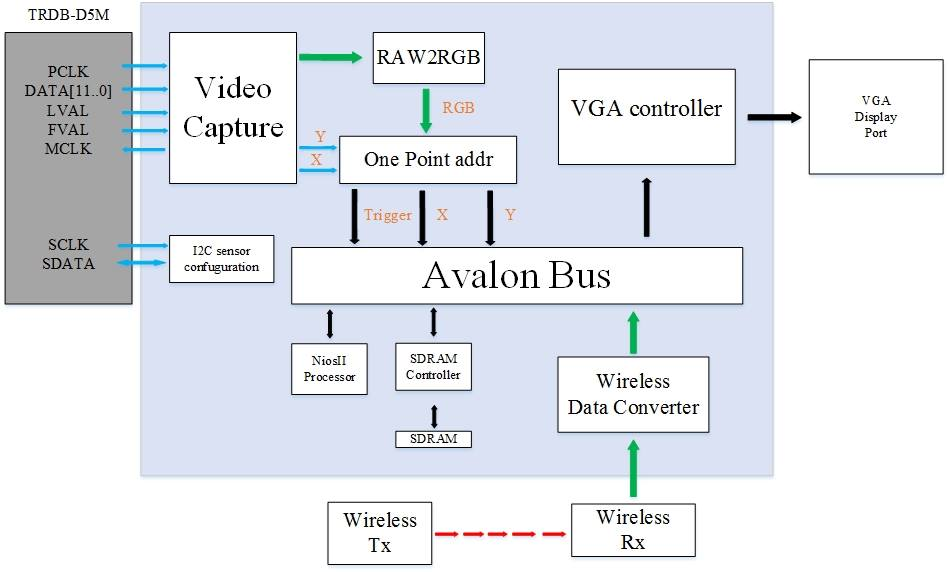 TRDB-D5M
PCLK
DATA[11..0]
LVAL
FVAL
MCLK
SCLK
SDATA
Video
Capture
RAW2RGB
RGB
Y
X
One Point addr
Trigger
X
Y
I2C sensor
confuguration
VGA controller
VGA
Display
Port
Avalon Bus
NiosII
Processor
SDRAM
Controller
SDRAM
Wireless
Data Converter
Wireless
Tx
Wireless
Rx